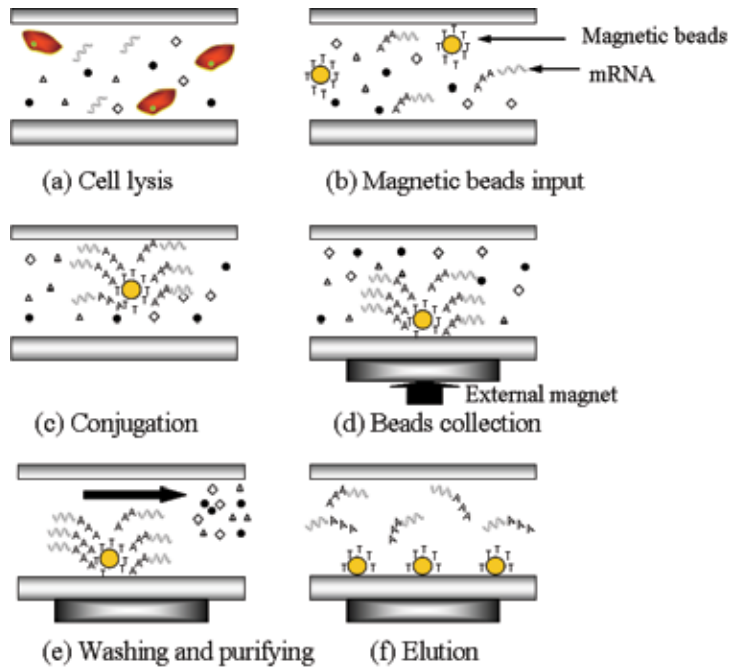 Magnetic beads
mRNA
(a) Cell lysis
(b) Magnetic beads input
External magnet
(c) Conjugation
(d) Beads collection
(e) Washing and purifying
(f) Elution